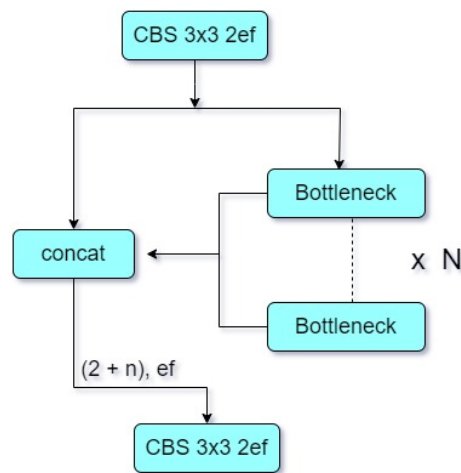 CBS 3x3 2ef
Bottleneck
concat
x N
Bottleneck
(2 + n), ef
CBS 3x3 2ef